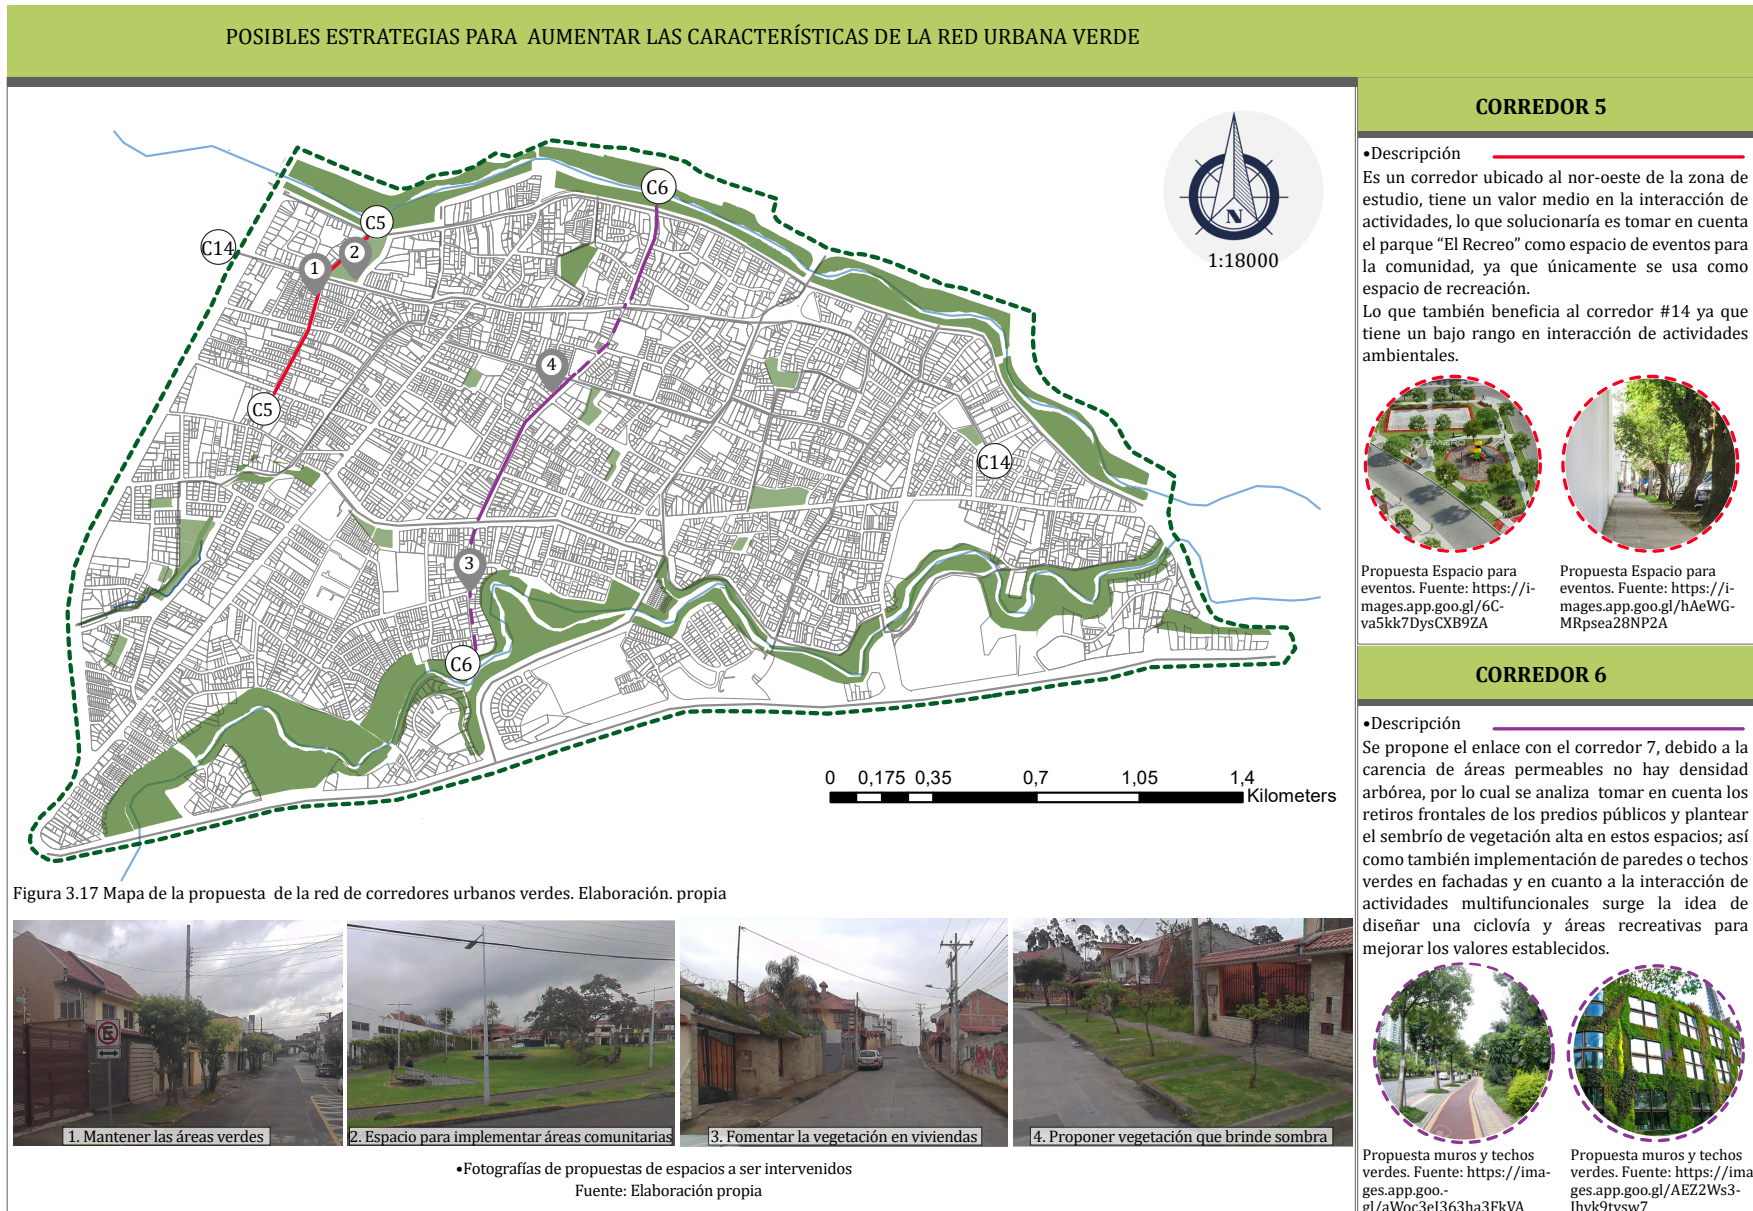 POSIBLES ESTRATEGIAS PARA AUMENTAR LAS CARACTERÍSTICAS DE LA RED URBANA VERDE
C6
C5
C14
2
1
N
1:18000
4
C5
C14
3
C6
0 0,175 0,35 0,7 1,05 1,4
Kilometers
Figura 3.17 Mapa de la propuesta de la red de corredores urbanos verdes. Elaboración. propia
1. Mantener las áreas verdes
2. Espacio para implementar áreas comunitarias
3. Fomentar la vegetación en viviendas
4. Proponer vegetación que brinde sombra
•Fotografías de propuestas de espacios a ser intervenidos
Fuente: Elaboración propia
CORREDOR 5
•Descripción
Es un corredor ubicado al nor-oeste de la zona de
estudio, tiene un valor medio en la interacción de
actividades, lo que solucionaría es tomar en cuenta
el parque “El Recreo” como espacio de eventos para
la comunidad, ya que únicamente se usa como
espacio de recreación.
Lo que también beneficia al corredor #14 ya que
tiene un bajo rango en interacción de actividades
ambientales.
Propuesta Espacio para
eventos. Fuente: https://i-
mages.app.goo.gl/6C-
va5kk7DysCXB9ZA
Propuesta Espacio para
eventos. Fuente: https://i-
mages.app.goo.gl/hAeWG-
MRpsea28NP2A
CORREDOR 6
•Descripción
Se propone el enlace con el corredor 7, debido a la
carencia de áreas permeables no hay densidad
arbórea, por lo cual se analiza tomar en cuenta los
retiros frontales de los predios públicos y plantear
el sembrío de vegetación alta en estos espacios; así
como también implementación de paredes o techos
verdes en fachadas y en cuanto a la interacción de
actividades multifuncionales surge la idea de
diseñar una ciclovía y áreas recreativas para
mejorar los valores establecidos.
Propuesta muros y techos
verdes. Fuente: https://ima-
ges.app.goo.-
gl/aWoc3eJ363ha3FkVA
Propuesta muros y techos
verdes. Fuente: https://ima
ges.app.goo.gl/AEZ2Ws3-